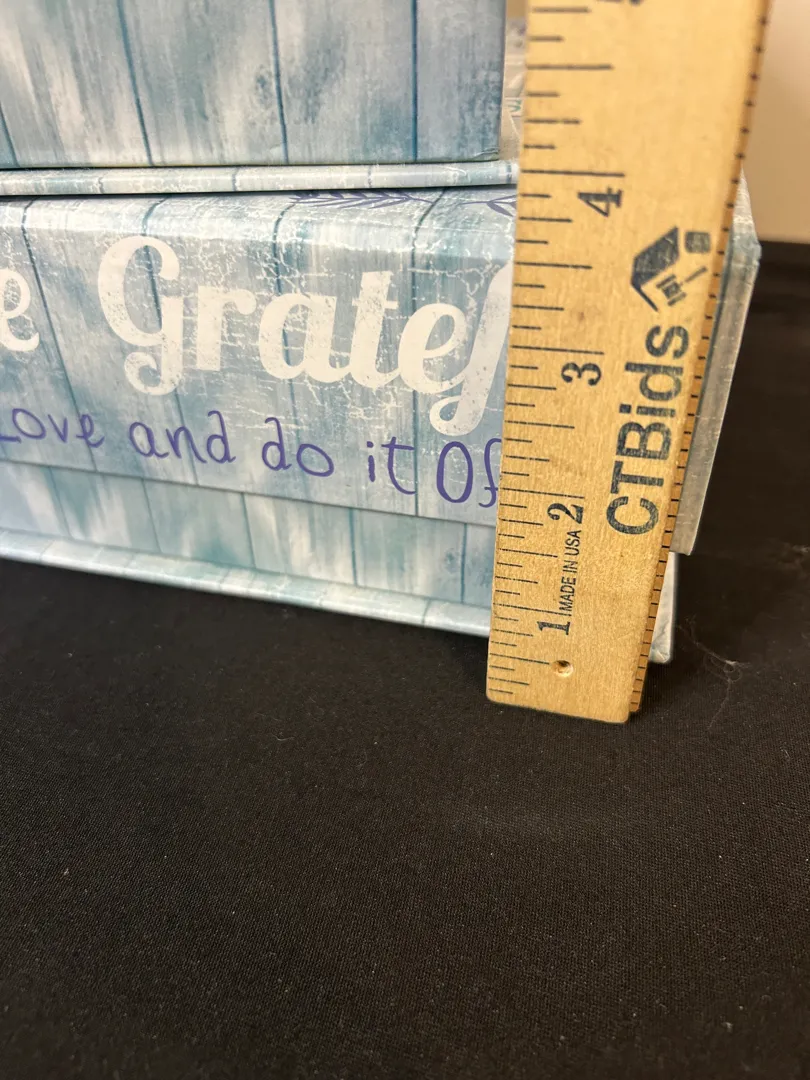 e Gratef
Love and do it Of
4
3
2
1
MADE IN USA
CTBids